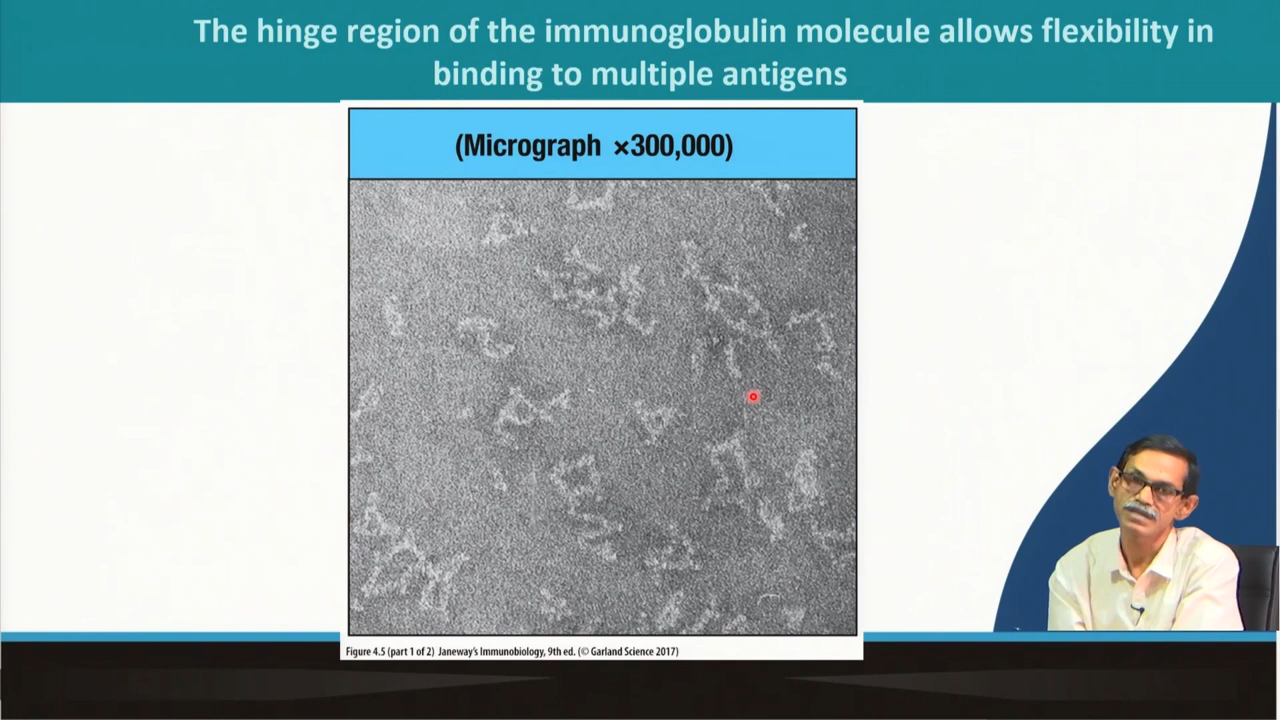 The hinge region of the immunoglobulin molecule allows flexibility in
binding to multiple antigens
(Micrograph ×300,000)
Figure 4.5 (part 1 of 2) Janeway's Immunobiology, 9th ed. (© Garland Science 2017)